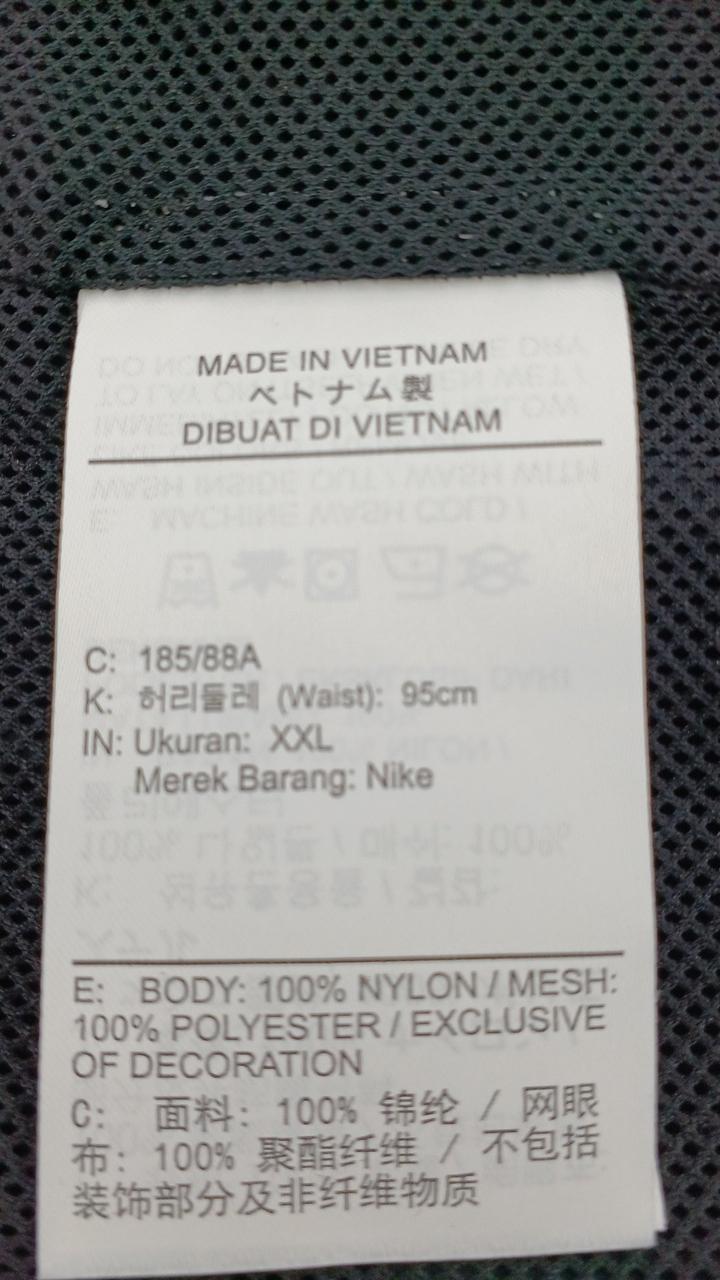 MADE IN VIETNAM
ベトナム製
DIBUAT DI VIETNAM
C: 185/88A
K: 허리둘레 (Waist): 95cm
IN: Ukuran: XXL
Merek Barang: Nike
E: BODY: 100% NYLON / MESH:
100% POLYESTER / EXCLUSIVE
OF DECORATION
C: 面料: 100% 锦纶 / 网眼
布: 100% 聚酯纤维 / 不包括
装饰部分及非纤维物质